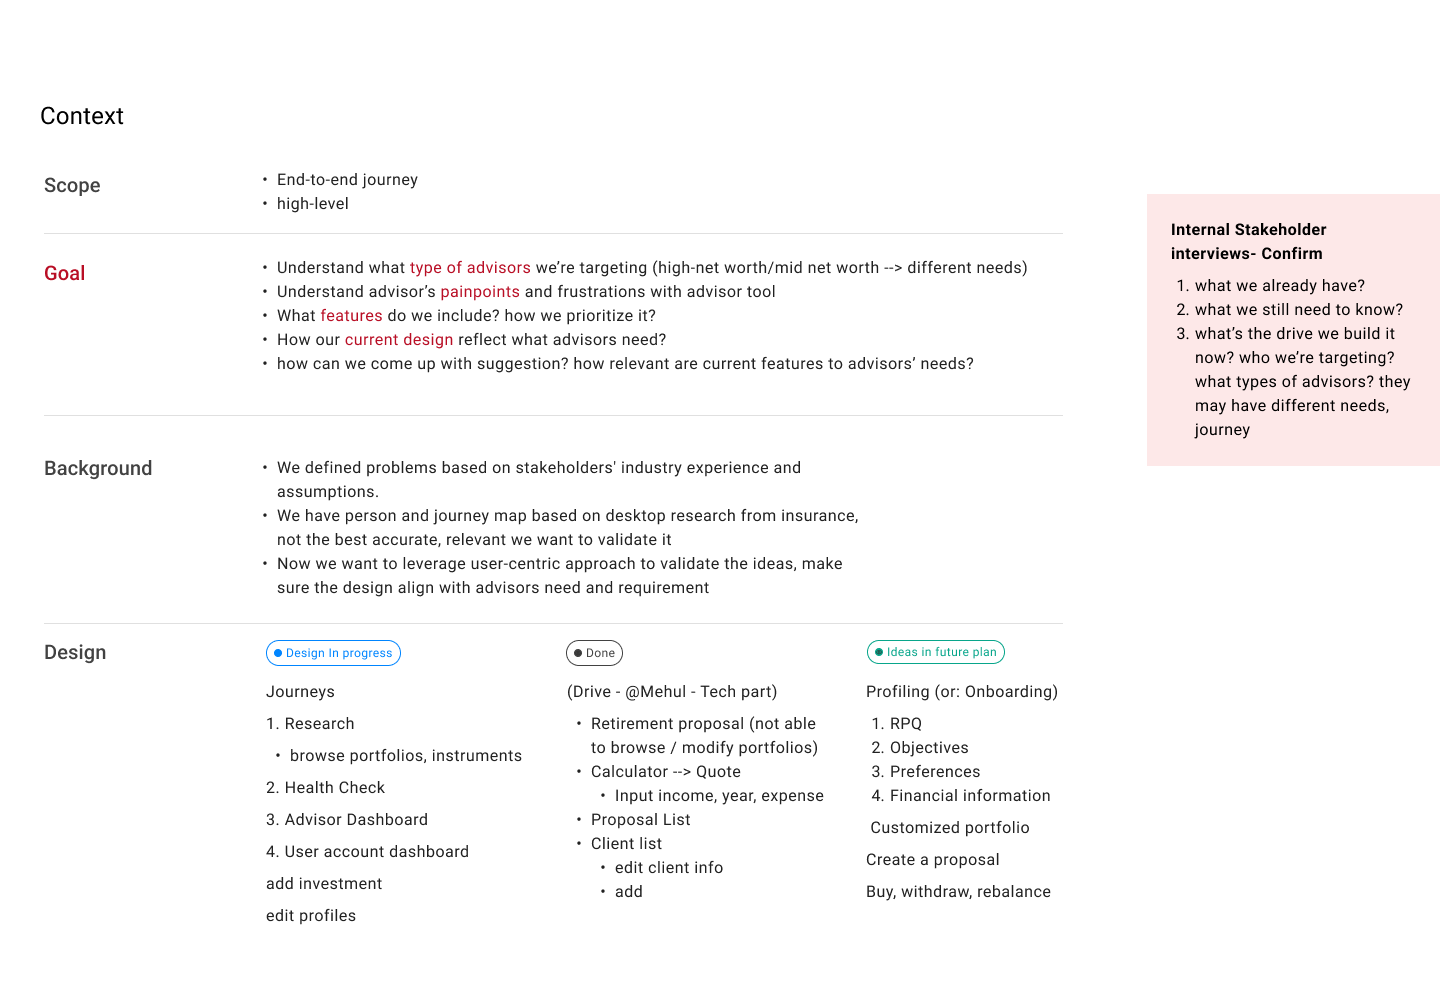 Context
Scope
• End-to-end journey
• high-level
Goal
• Understand what type of advisors we’re targeting (high-net worth/mid net worth --> different needs)
• Understand advisor’s painpoints and frustrations with advisor tool
• What features do we include? how we prioritize it?
• How our current design reflect what advisors need?
• how can we come up with suggestion? how relevant are current features to advisors’ needs?
Internal Stakeholder
interviews- Confirm
1. what we already have?
2. what we still need to know?
3. what’s the drive we build it
now? who we’re targeting?
what types of advisors? they
may have different needs,
journey
Background
• We defined problems based on stakeholders' industry experience and
assumptions.
• We have person and journey map based on desktop research from insurance,
not the best accurate, relevant we want to validate it
• Now we want to leverage user-centric approach to validate the ideas, make
sure the design align with advisors need and requirement
Design
Design In progress
Journeys
1. Research
• browse portfolios, instruments
2. Health Check
3. Advisor Dashboard
4. User account dashboard
add investment
edit profiles
Done
(Drive - @Mehul - Tech part)
• Retirement proposal (not able
to browse / modify portfolios)
• Calculator --> Quote
• Input income, year, expense
• Proposal List
• Client list
• edit client info
• add
Ideas in future plan
Profiling (or: Onboarding)
1. RPQ
2. Objectives
3. Preferences
4. Financial information
Customized portfolio
Create a proposal
Buy, withdraw, rebalance